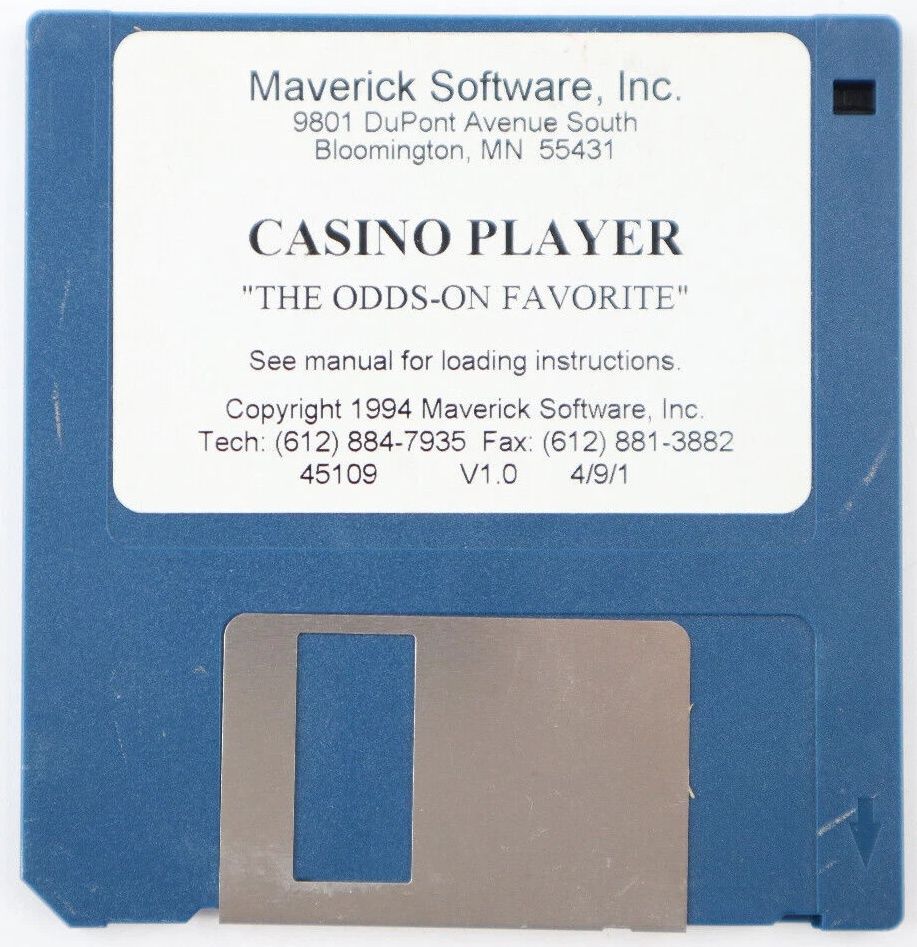 Maverick Software, Inc.
9801 DuPont Avenue South
Bloomington, MN 55431
CASINO PLAYER
"THE ODDS-ON FAVORITE"
See manual for loading instructions.
Copyright 1994 Maverick Software, Inc.
Tech: (612) 884-7935 Fax: (612) 881-3882
45109 V1.0 4/9/1